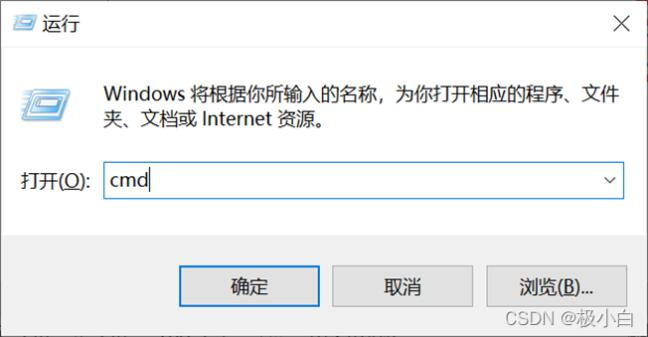 运行
Windows 将根据你所输入的名称，为你打开相应的程序、文件
夹、文档或 Internet 资源。
打开(O): cmd
确定 取消 浏览(B)...
CSDN @极小白